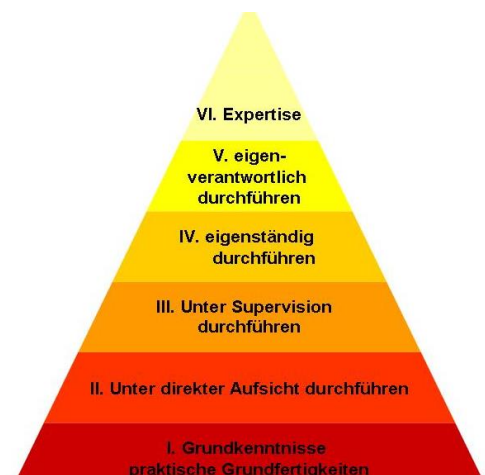 VI. Expertise
V. eigen-
verantwortlich
durchführen
IV. eigenständig
durchführen
III. Unter Supervision
durchführen
II. Unter direkter Aufsicht durchführen
I. Grundkenntnisse
praktische Grundfertigkeiten